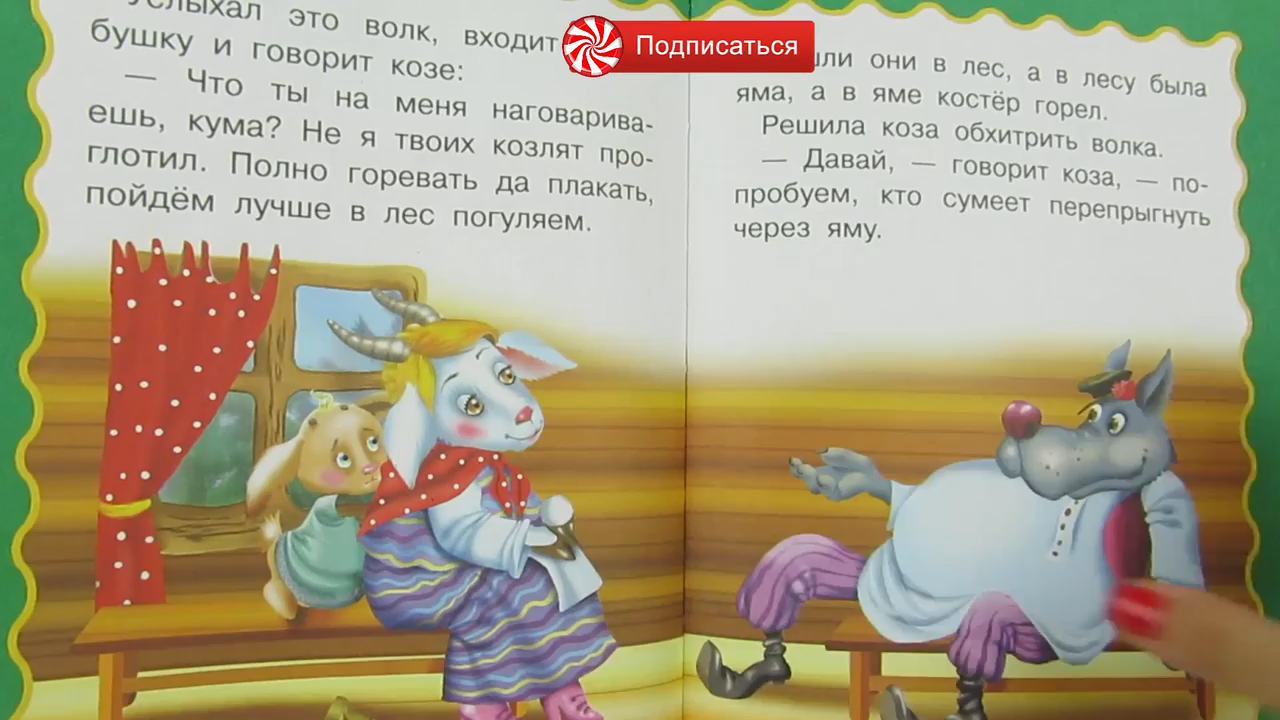 услыхал это волк, входит
бушку и говорит козе:
— Что ты на меня наговарива-
ешь, кума? Не я твоих козлят про-
глотил. Полно горевать да плакать,
пойдём лучше в лес погуляем.
Подписаться
они в лес, а в лесу была
яма, а в яме костёр горел.
Решила коза обхитрить волка.
— Давай, — говорит коза, — по-
пробуем, кто сумеет перепрыгнуть
через яму.